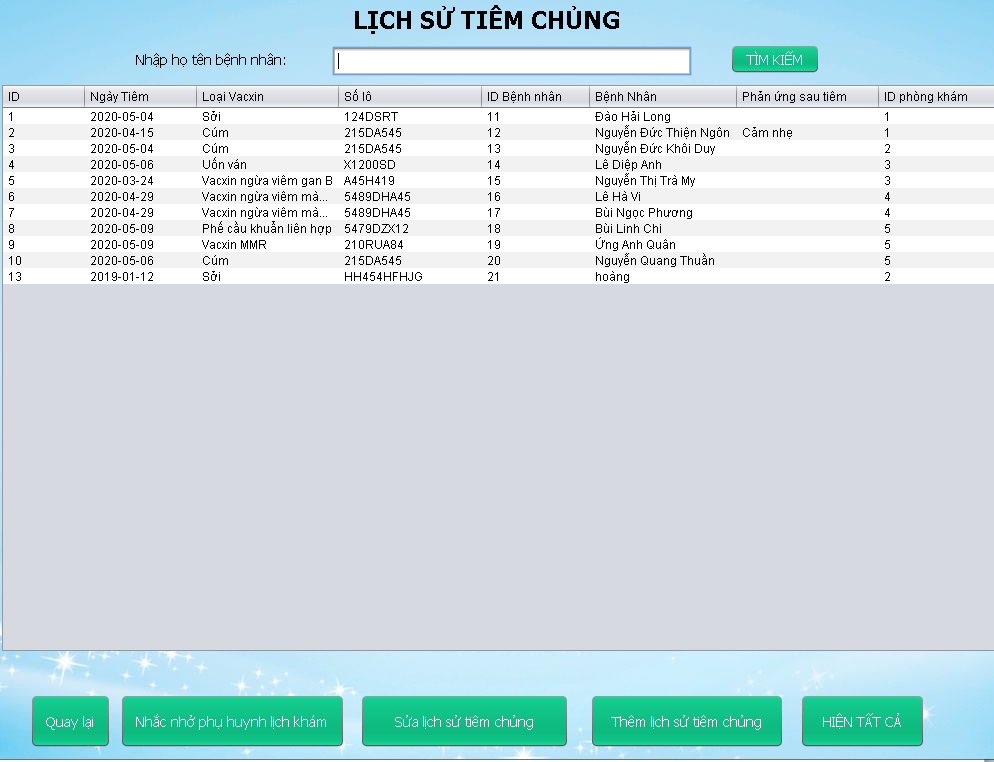 LỊCH SỬ TIÊM CHỦNG
Nhập họ tên bệnh nhân: TÌM KIẾM
ID Ngày Tiêm Loại Vacxin Số lô ID Bệnh nhân Bệnh Nhân Phản ứng sau tiêm ID phòng khám
1 2020-05-04 Sởi 124DSRT 11 Đào Hải Long 1
2 2020-04-15 Cúm 215DA545 12 Nguyễn Đức Thiện Ngôn Cảm nhẹ 1
3 2020-05-04 Cúm 215DA545 13 Nguyễn Đức Khôi Duy 2
4 2020-05-06 Uốn ván X1200SD 14 Lê Diệp Anh 3
5 2020-03-24 Vacxin ngừa viêm gan B A45H419 15 Nguyễn Thị Trà My 3
6 2020-04-29 Vacxin ngừa viêm mà... 5489DHA45 16 Lê Hà Vi 4
7 2020-04-29 Vacxin ngừa viêm mà... 5489DHA45 17 Bùi Ngọc Phương 4
8 2020-05-09 Phế cầu khuẩn liên hợp 5479DZX12 18 Bùi Linh Chi 5
9 2020-05-09 Vacxin MMR 210RUA84 19 Ứng Anh Quân 5
10 2020-05-06 Cúm 215DA545 20 Nguyễn Quang Thuần 5
13 2019-01-12 Sởi HH454HFHJG 21 hoàng 2
Quay lại Nhắc nhở phụ huynh lịch khám Sửa lịch sử tiêm chủng Thêm lịch sử tiêm chủng HIỆN TẤT CẢ